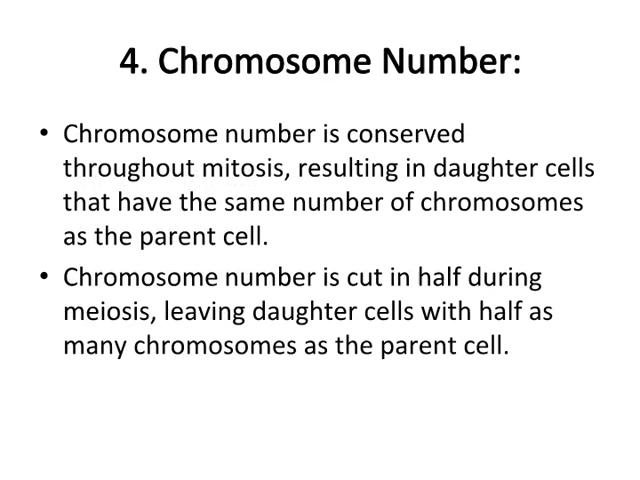 4. Chromosome Number:
• Chromosome number is conserved
throughout mitosis, resulting in daughter cells
that have the same number of chromosomes
as the parent cell.
• Chromosome number is cut in half during
meiosis, leaving daughter cells with half as
many chromosomes as the parent cell.